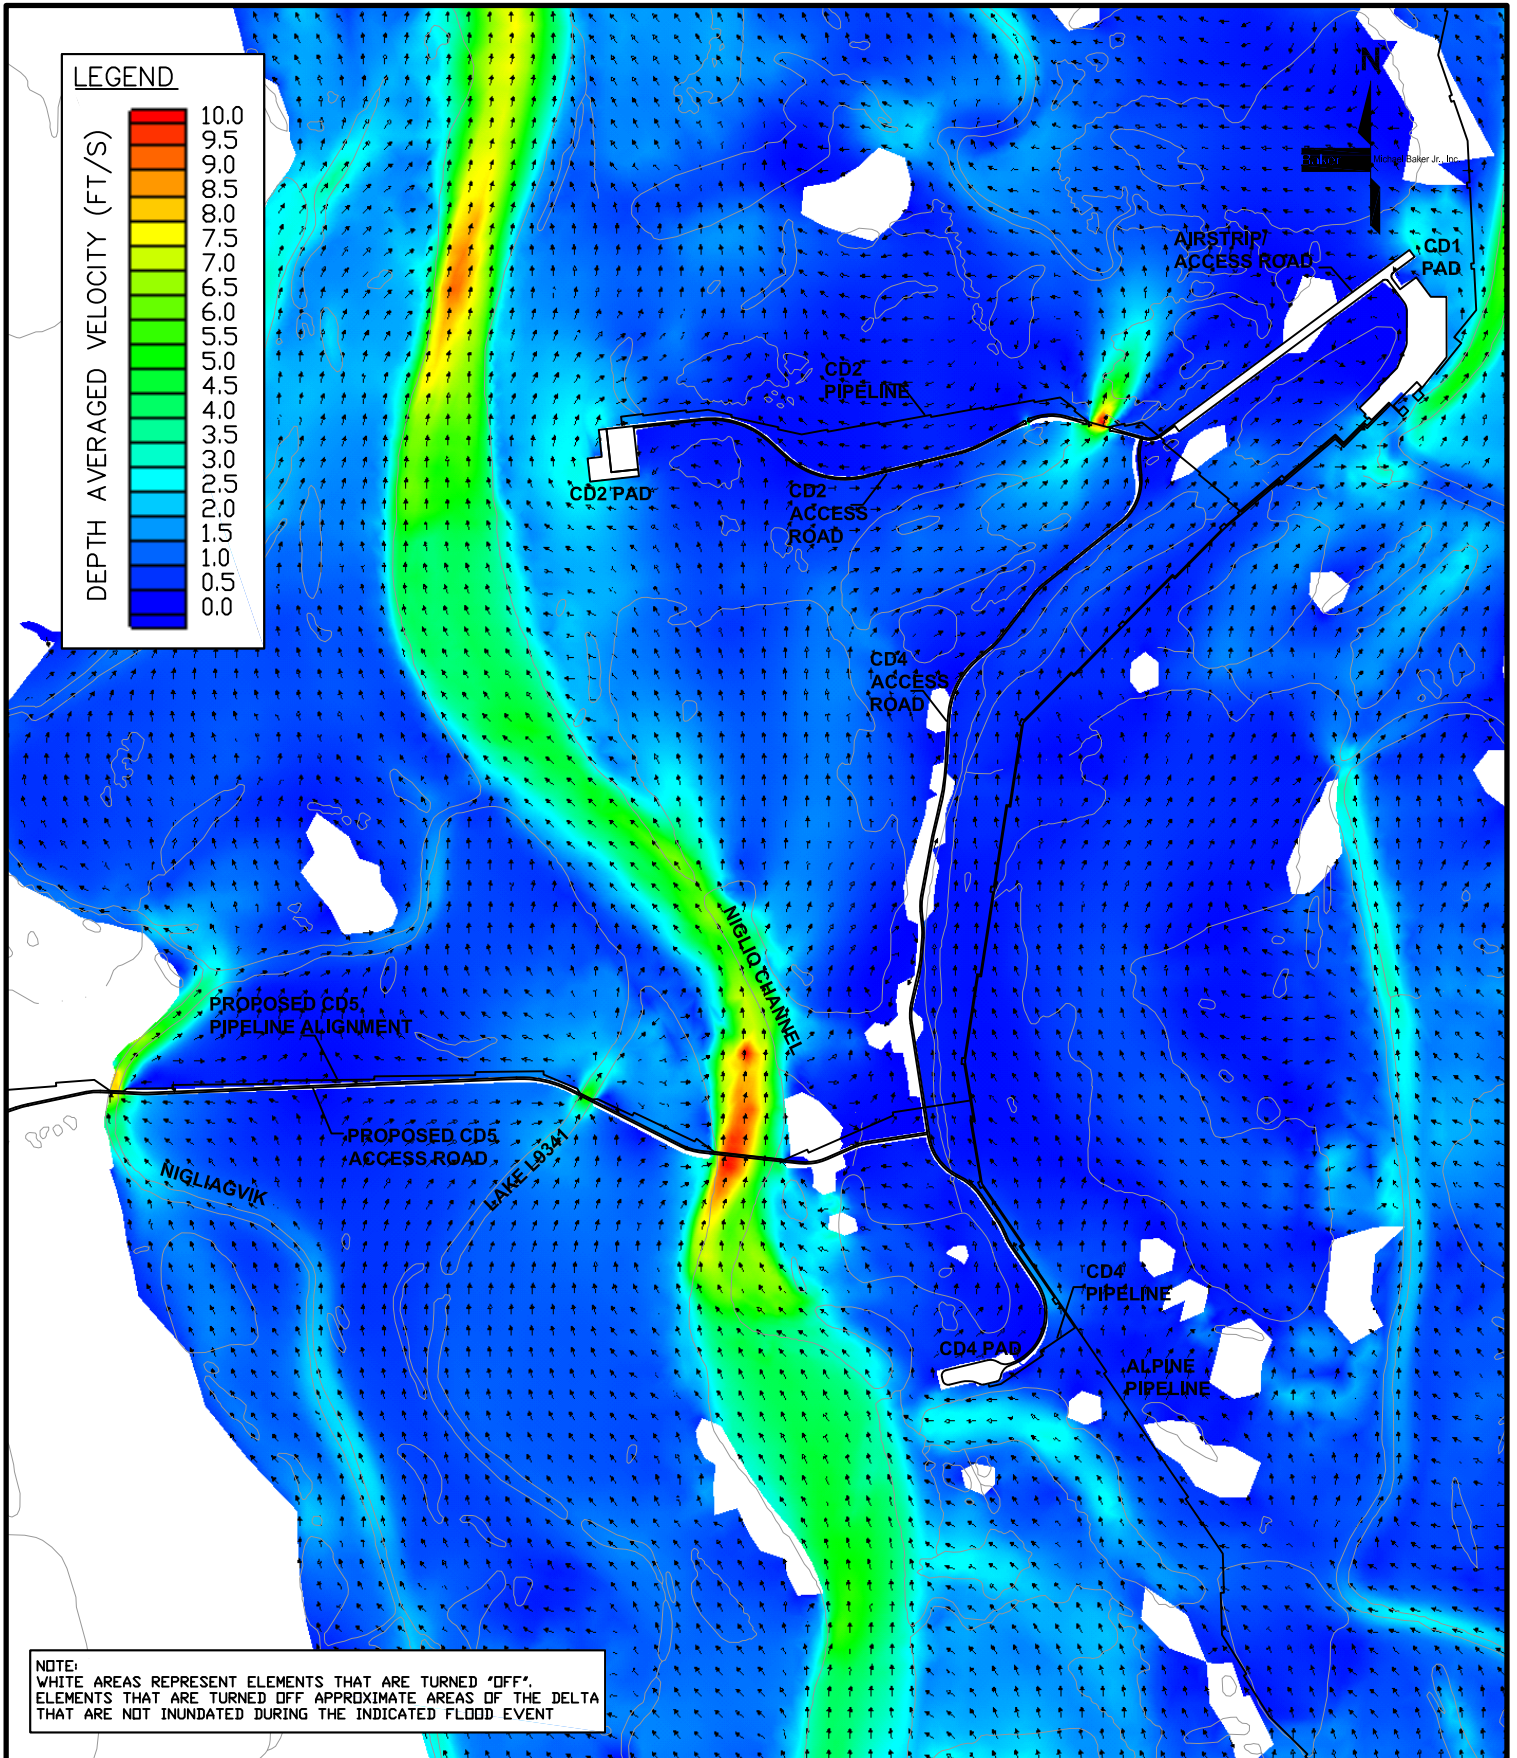 LEGEND
DEPTH AVERAGED VELOCITY (FT/S)
10.0
9.5
9.0
8.5
8.0
7.5
7.0
6.5
6.0
5.5
5.0
4.5
4.0
3.5
3.0
2.5
2.0
1.5
1.0
0.5
0.0
N
Baker
Michael Baker Jr., Inc.
AIRSTRIP/
ACCESS ROAD
CD1
PAD
CD2
PIPELINE
CD2 PAD
CD2
ACCESS
ROAD
CD4
ACCESS
ROAD
NIGLIQ CHANNEL
PROPOSED CD5
PIPELINE ALIGNMENT
PROPOSED CD5
ACCESS ROAD
LAKE L9341
NIGLIAGVIK
CD4
PIPELINE
CD4 PAD
ALPINE
PIPELINE
NOTE:
WHITE AREAS REPRESENT ELEMENTS THAT ARE TURNED "OFF".
ELEMENTS THAT ARE TURNED OFF APPROXIMATE AREAS OF THE DELTA
THAT ARE NOT INUNDATED DURING THE INDICATED FLOOD EVENT